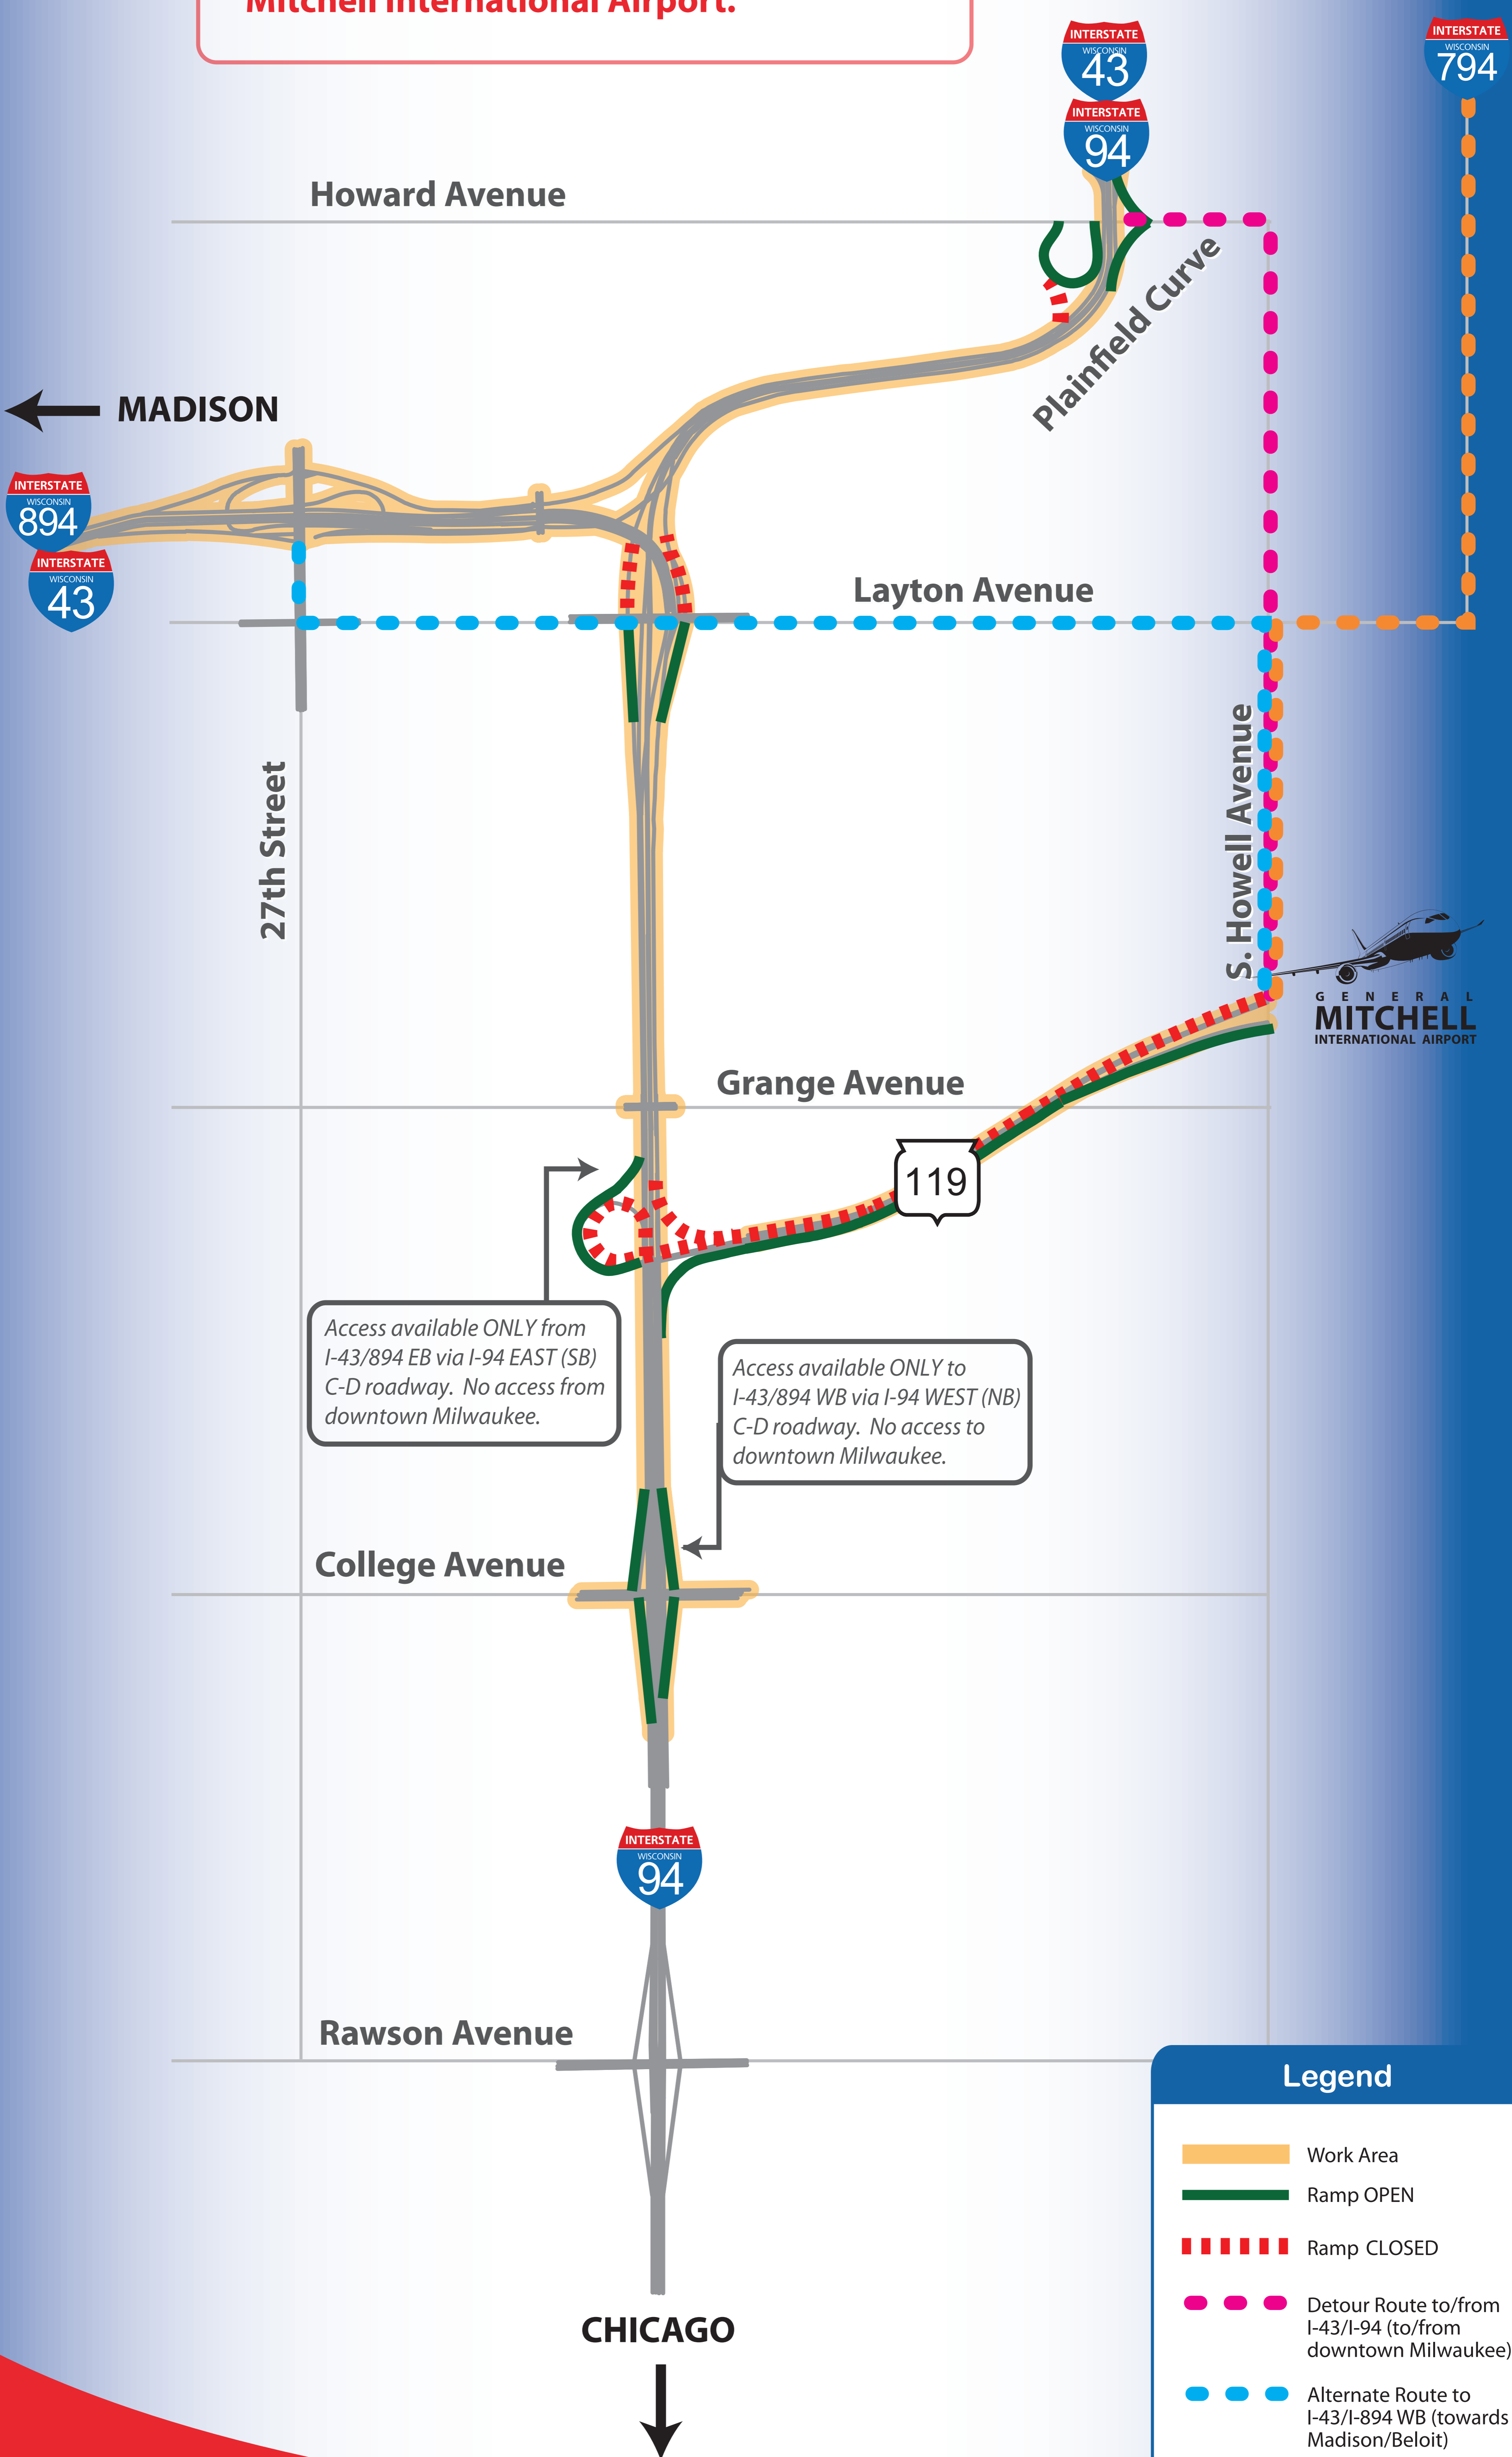 Mitchell International Airport.
INTERSTATE
WISCONSIN
43
INTERSTATE
WISCONSIN
94
INTERSTATE
WISCONSIN
794
Howard Avenue
Plainfield Curve
MADISON
INTERSTATE
WISCONSIN
894
INTERSTATE
WISCONSIN
43
Layton Avenue
27th Street
S. Howell Avenue
GENERAL
MITCHELL
INTERNATIONAL AIRPORT
Grange Avenue
119
Access available ONLY from
I-43/894 EB via I-94 EAST (SB)
C-D roadway. No access from
downtown Milwaukee.
Access available ONLY to
I-43/894 WB via I-94 WEST (NB)
C-D roadway. No access to
downtown Milwaukee.
College Avenue
INTERSTATE
WISCONSIN
94
Rawson Avenue
CHICAGO
Legend
Work Area
Ramp OPEN
Ramp CLOSED
Detour Route to/from
I-43/I-94 (to/from
downtown Milwaukee)
Alternate Route to
I-43/I-894 WB (towards
Madison/Beloit)